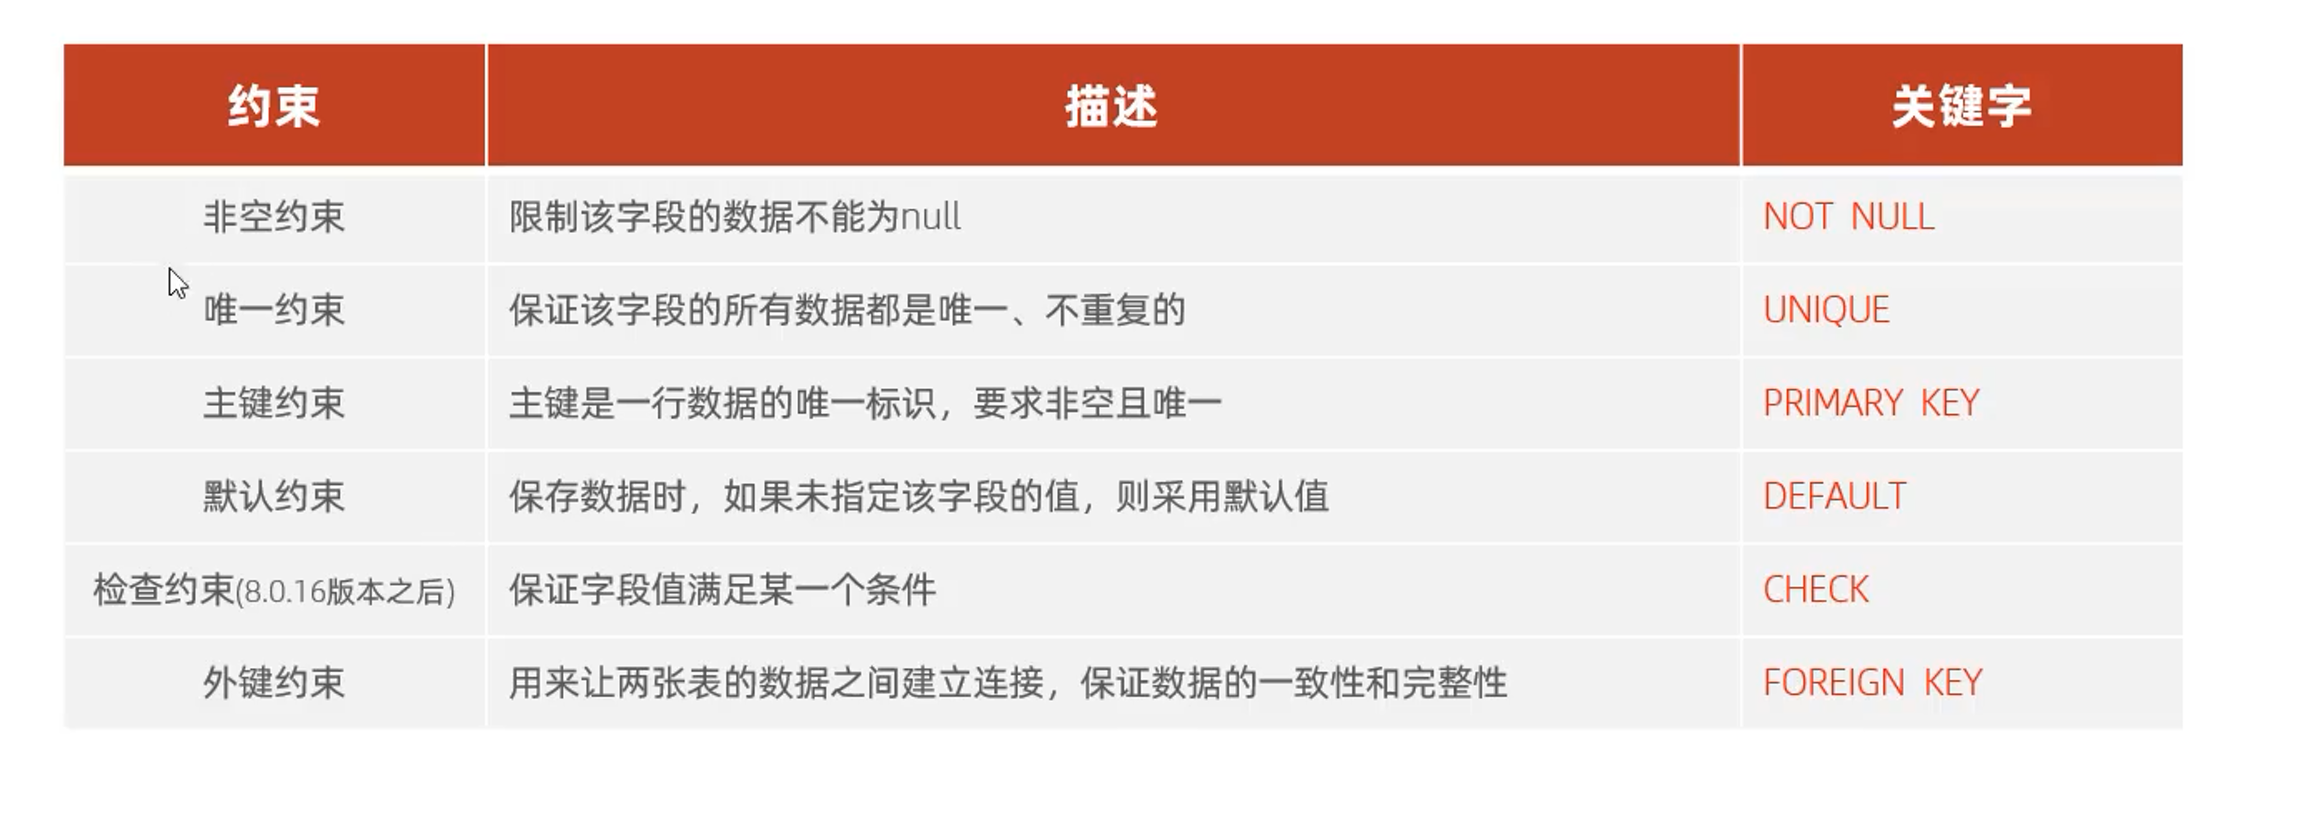 约束 描述 关键字
非空约束 限制该字段的数据不能为null NOT NULL
唯一约束 保证该字段的所有数据都是唯一、不重复的 UNIQUE
主键约束 主键是一行数据的唯一标识，要求非空且唯一 PRIMARY KEY
默认约束 保存数据时，如果未指定该字段的值，则采用默认值 DEFAULT
检查约束(8.0.16版本之后) 保证字段值满足某一个条件 CHECK
外键约束 用来让两张表的数据之间建立连接，保证数据的一致性和完整性 FOREIGN KEY